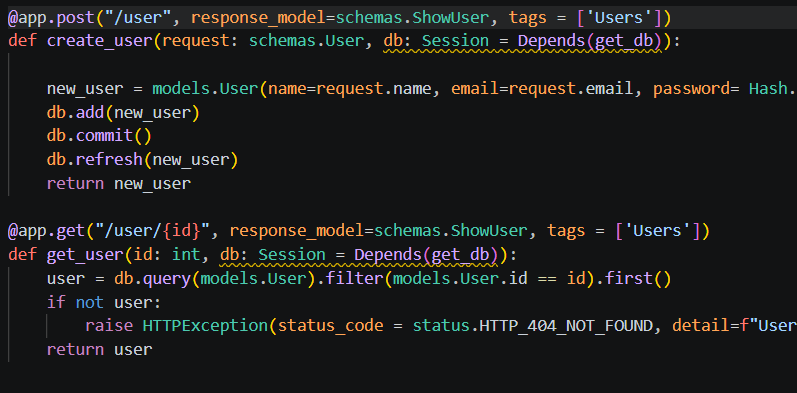 @app.post("/user", response_model=schemas.ShowUser, tags = ['Users'])
def create_user(request: schemas.User, db: Session = Depends(get_db)):
new_user = models.User(name=request.name, email=request.email, password= Hash.
db.add(new_user)
db.commit()
db.refresh(new_user)
return new_user
@app.get("/user/{id}", response_model=schemas.ShowUser, tags = ['Users'])
def get_user(id: int, db: Session = Depends(get_db)):
user = db.query(models.User).filter(models.User.id == id).first()
if not user:
raise HTTPException(status_code = status.HTTP_404_NOT_FOUND, detail=f"User
return user